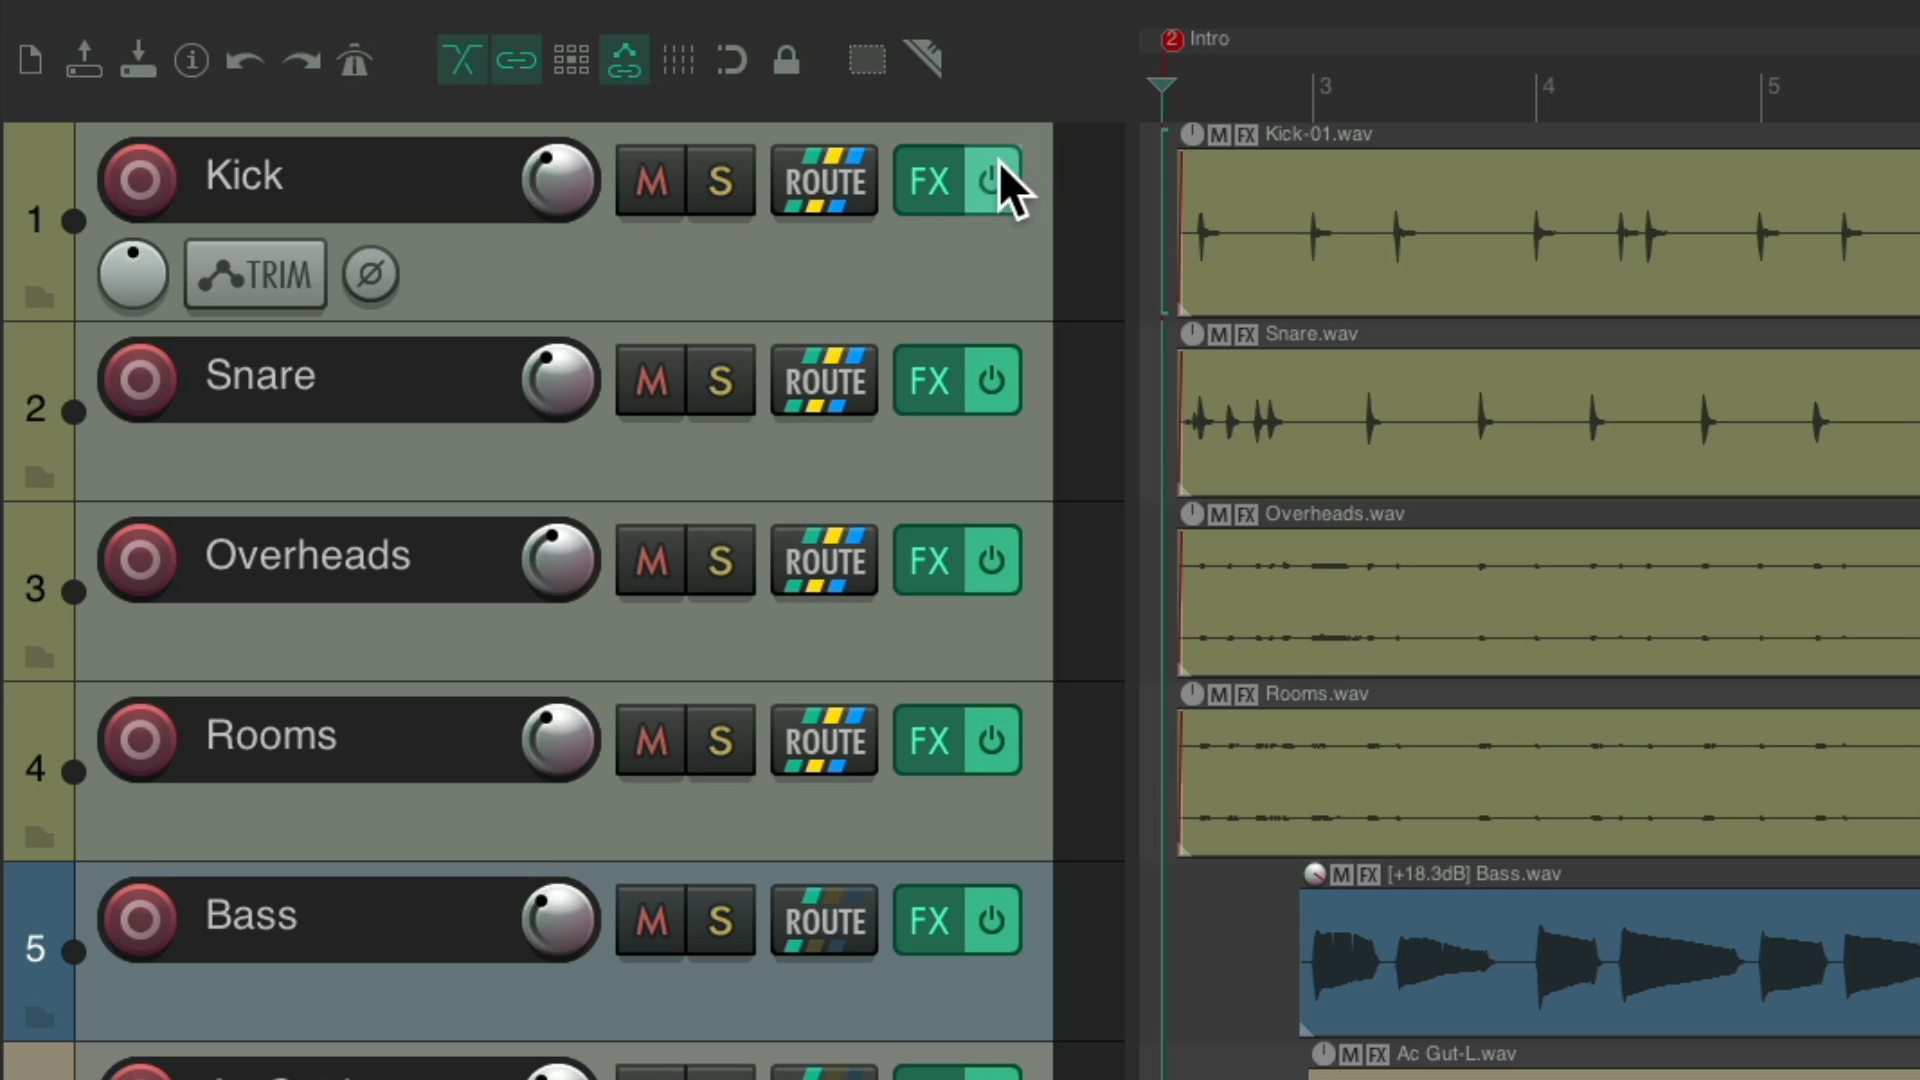 2 Intro
3
4
5
1
Kick
M S ROUTE FX
TRIM
M FX Kick-01.wav
2
Snare
M S ROUTE FX
M FX Snare.wav
3
Overheads
M S ROUTE FX
M FX Overheads.wav
4
Rooms
M S ROUTE FX
M FX Rooms.wav
5
Bass
M S ROUTE FX
M FX [+18.3dB] Bass.wav
M FX Ac Gut-L.wav